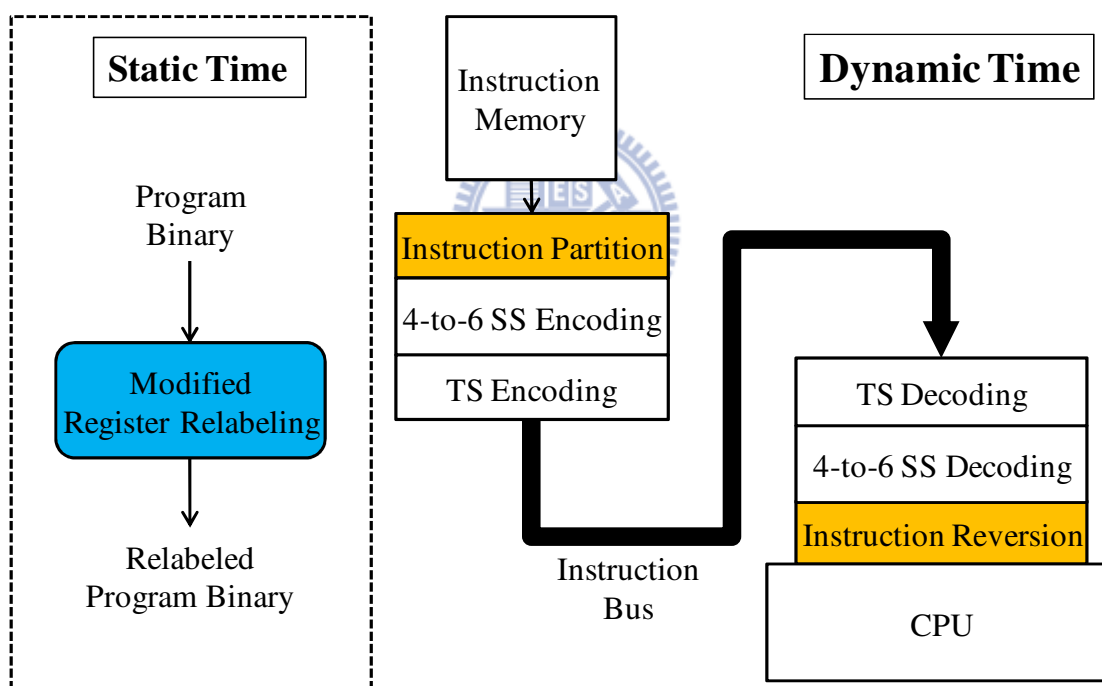 Static Time
Program
Binary
Modified
Register Relabeling
Relabeled
Program Binary
Instruction
Memory
Instruction Partition
4-to-6 SS Encoding
TS Encoding
Instruction
Bus
Dynamic Time
TS Decoding
4-to-6 SS Decoding
Instruction Reversion
CPU